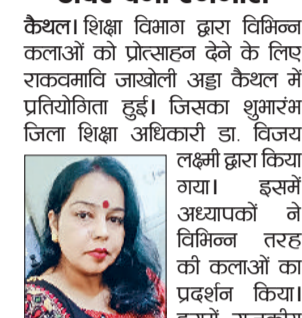 कैथल। शिक्षा विभाग द्वारा विभिन्न
कलाओं को प्रोत्साहन देने के लिए
राकवमावि जाखोली अड्डा कैथल में
प्रतियोगिता हुई। जिसका शुभारंभ
जिला शिक्षा अधिकारी डा. विजय
लक्ष्मी द्वारा किया
गया। इसमें
अध्यापकों ने
विभिन्न तरह
की कलाओं का
प्रदर्शन किया।